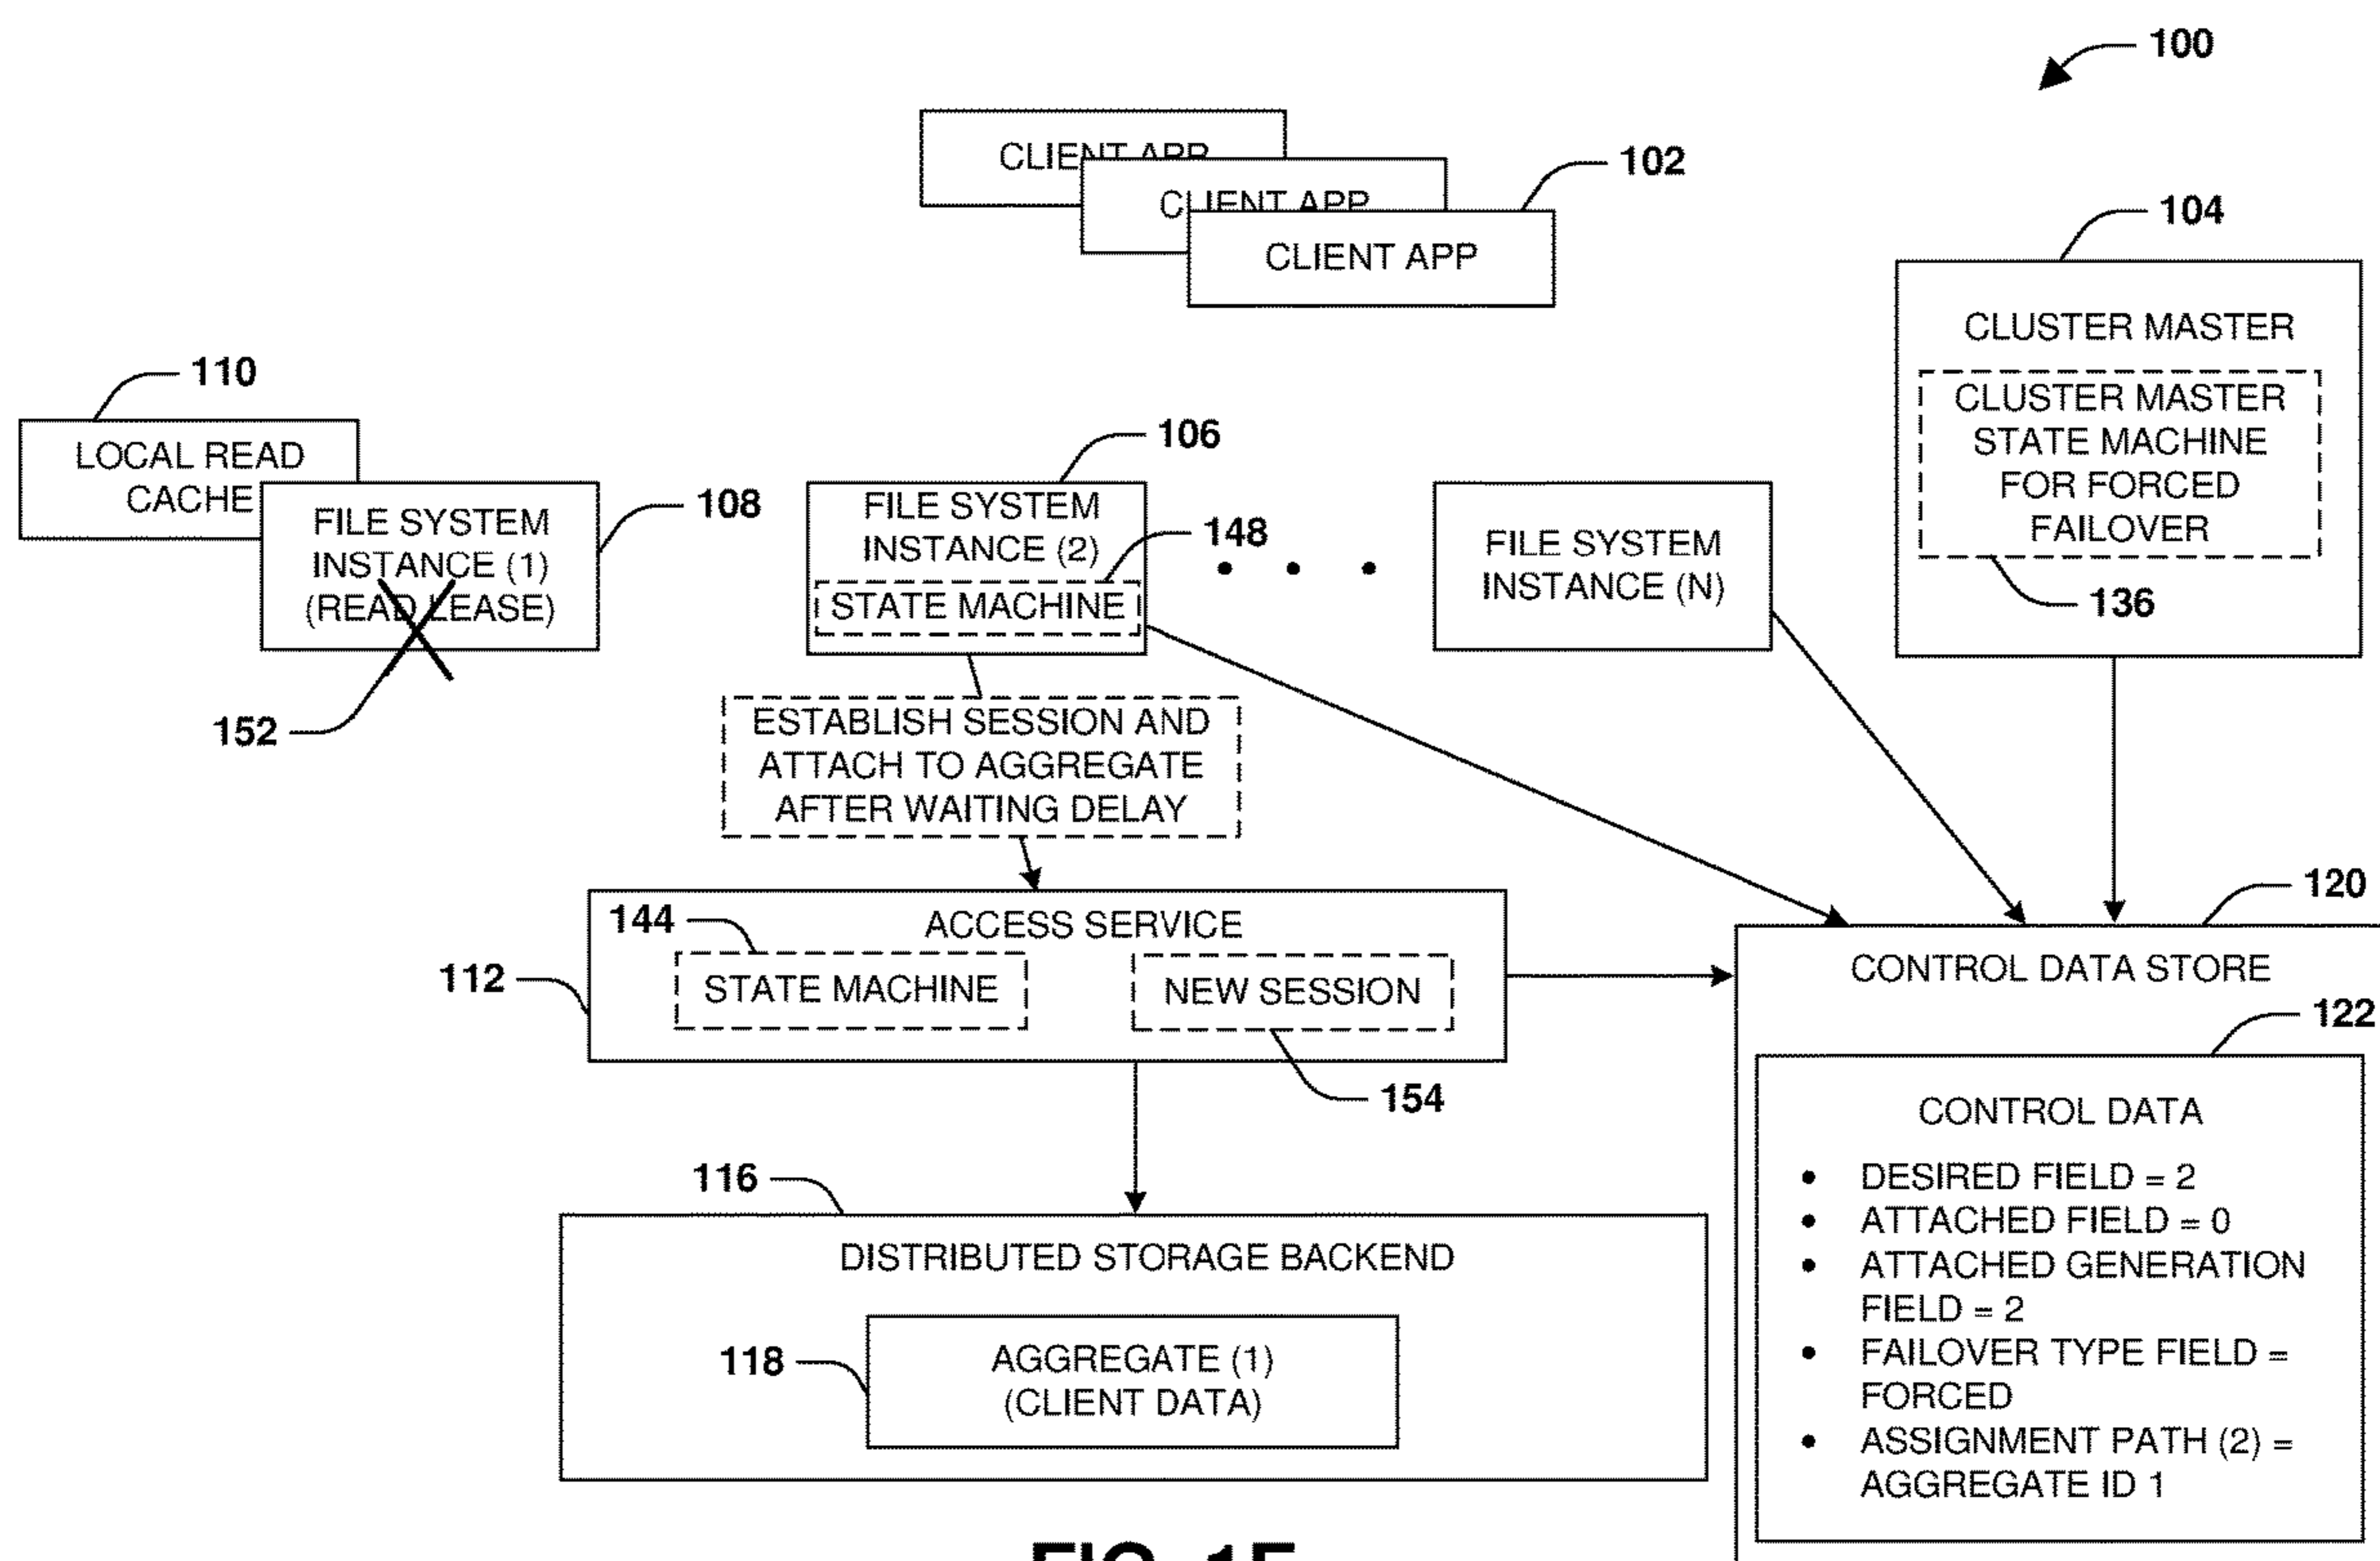 100
CLIENT APP
CLIENT APP
CLIENT APP
102
104
CLUSTER MASTER
CLUSTER MASTER
STATE MACHINE
FOR FORCED
FAILOVER
136
110
LOCAL READ
CACHE
FILE SYSTEM
INSTANCE (1)
(READ LEASE)
108
152
106
FILE SYSTEM
INSTANCE (2)
148
STATE MACHINE
• • •
FILE SYSTEM
INSTANCE (N)
ESTABLISH SESSION AND
ATTACH TO AGGREGATE
AFTER WAITING DELAY
112
ACCESS SERVICE
144
STATE MACHINE
NEW SESSION
154
116
DISTRIBUTED STORAGE BACKEND
118
AGGREGATE (1)
(CLIENT DATA)
120
CONTROL DATA STORE
122
CONTROL DATA
• DESIRED FIELD = 2
• ATTACHED FIELD = 0
• ATTACHED GENERATION
FIELD = 2
• FAILOVER TYPE FIELD =
FORCED
• ASSIGNMENT PATH (2) =
AGGREGATE ID 1